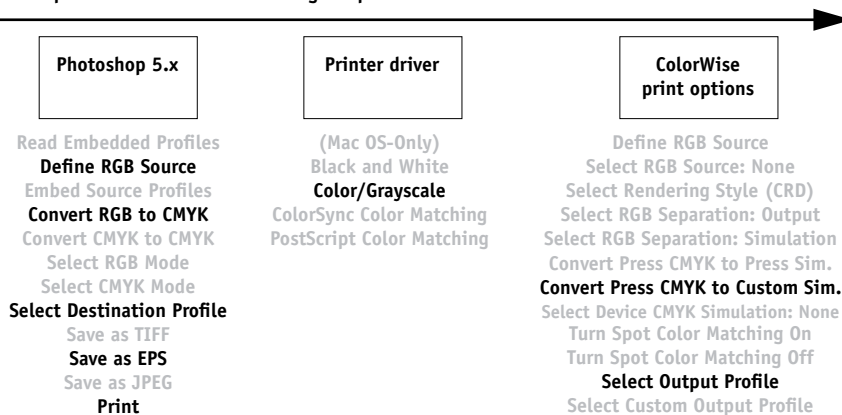 Photoshop 5.x
Read Embedded Profiles
Define RGB Source
Embed Source Profiles
Convert RGB to CMYK
Convert CMYK to CMYK
Select RGB Mode
Select CMYK Mode
Select Destination Profile
Save as TIFF
Save as EPS
Save as JPEG
Print
Printer driver
(Mac OS-Only)
Black and White
Color/Grayscale
ColorSync Color Matching
PostScript Color Matching
ColorWise
print options
Define RGB Source
Select RGB Source: None
Select Rendering Style (CRD)
Select RGB Separation: Output
Select RGB Separation: Simulation
Convert Press CMYK to Press Sim.
Convert Press CMYK to Custom Sim.
Select Device CMYK Simulation: None
Turn Spot Color Matching On
Turn Spot Color Matching Off
Select Output Profile
Select Custom Output Profile